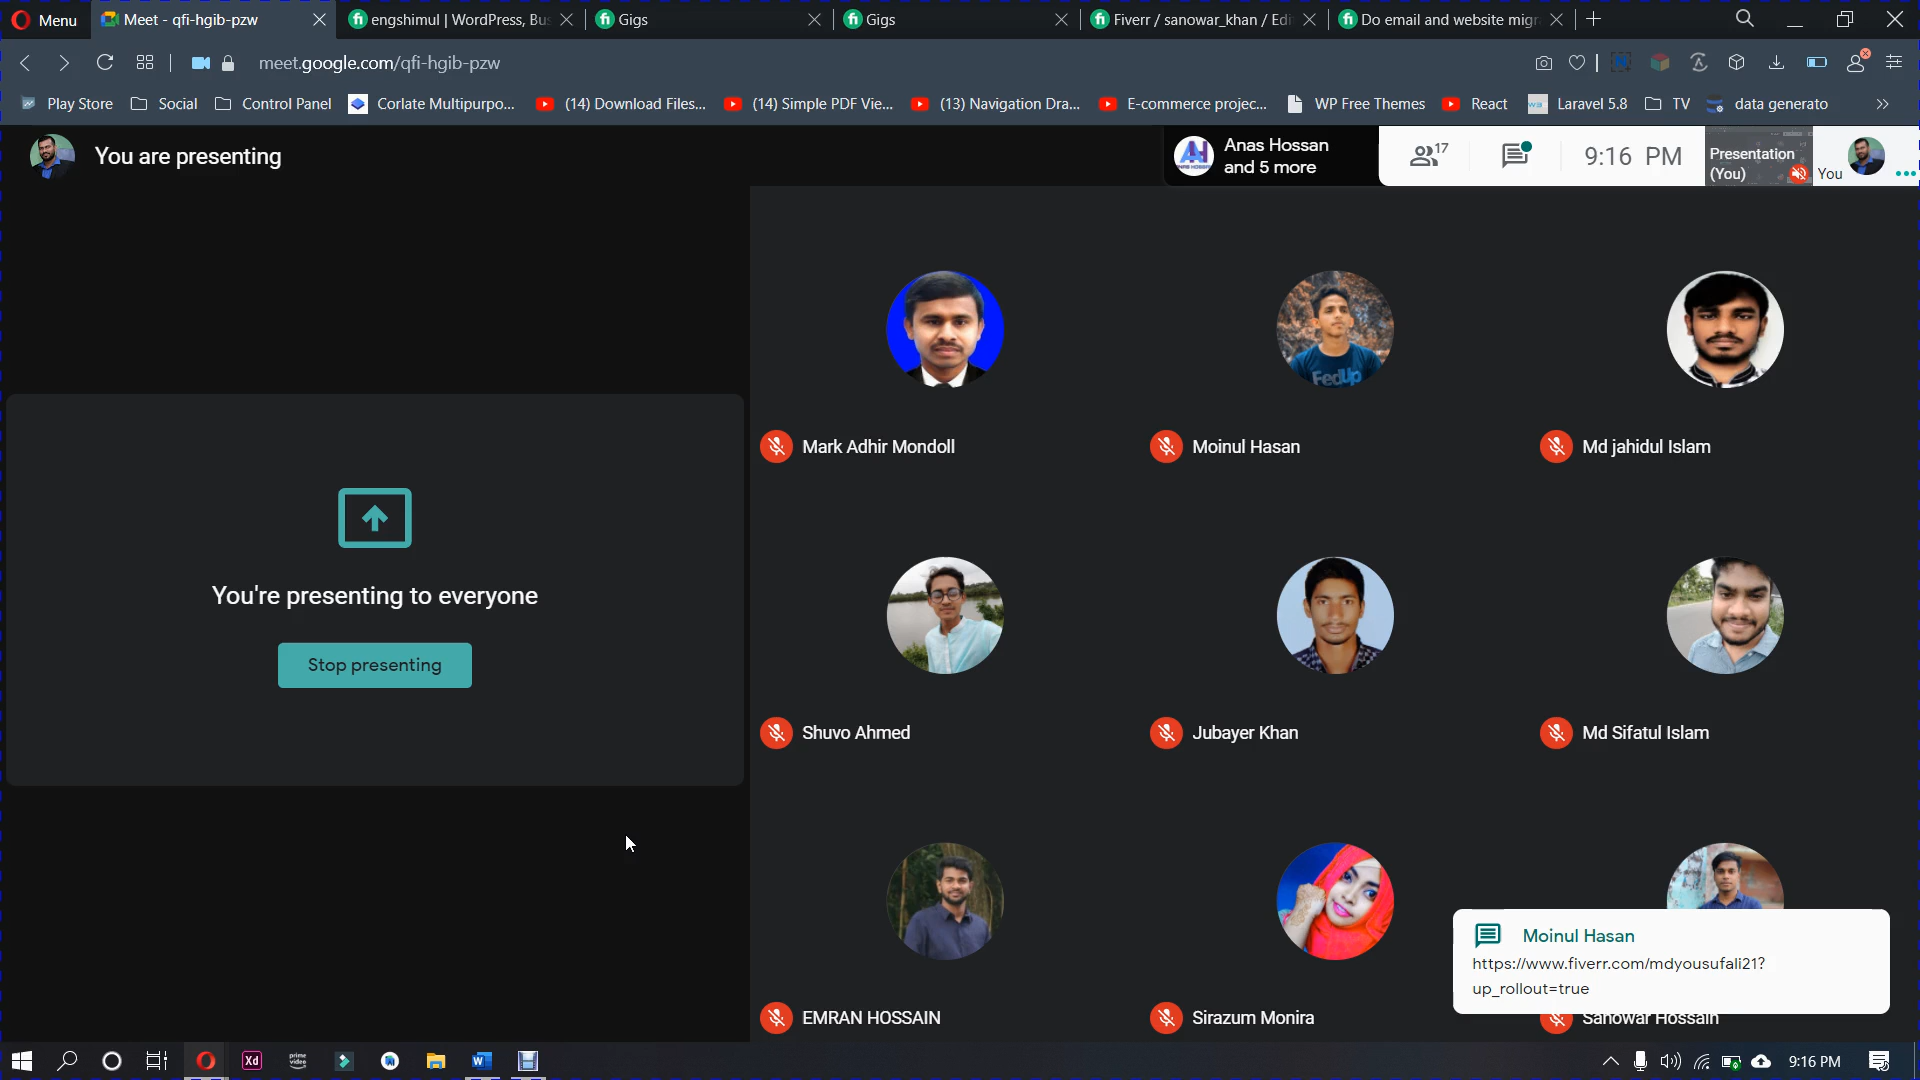 Menu
Meet - qfi-hgib-pzw
engshimul | WordPress, Bus
Gigs
Gigs
Fiverr / sanowar_khan / Edi
Do email and website migr
meet.google.com/qfi-hgib-pzw
Play Store
Social
Control Panel
Corlate Multipurpo...
(14) Download Files...
(14) Simple PDF Vie...
(13) Navigation Dra...
E-commerce projec...
WP Free Themes
React
Laravel 5.8
TV
data generato
You are presenting
Anas Hossan
and 5 more
17
9:16 PM
Presentation
(You)
You
FedUp
Mark Adhir Mondoll
Moinul Hasan
Md jahidul Islam
You're presenting to everyone
Stop presenting
Shuvo Ahmed
Jubayer Khan
Md Sifatul Islam
Moinul Hasan
https://www.fiverr.com/mdyousufali21?
up_rollout=true
EMRAN HOSSAIN
Sirazum Monira
Sanowar Hossain
Xd
prime video
9:16 PM